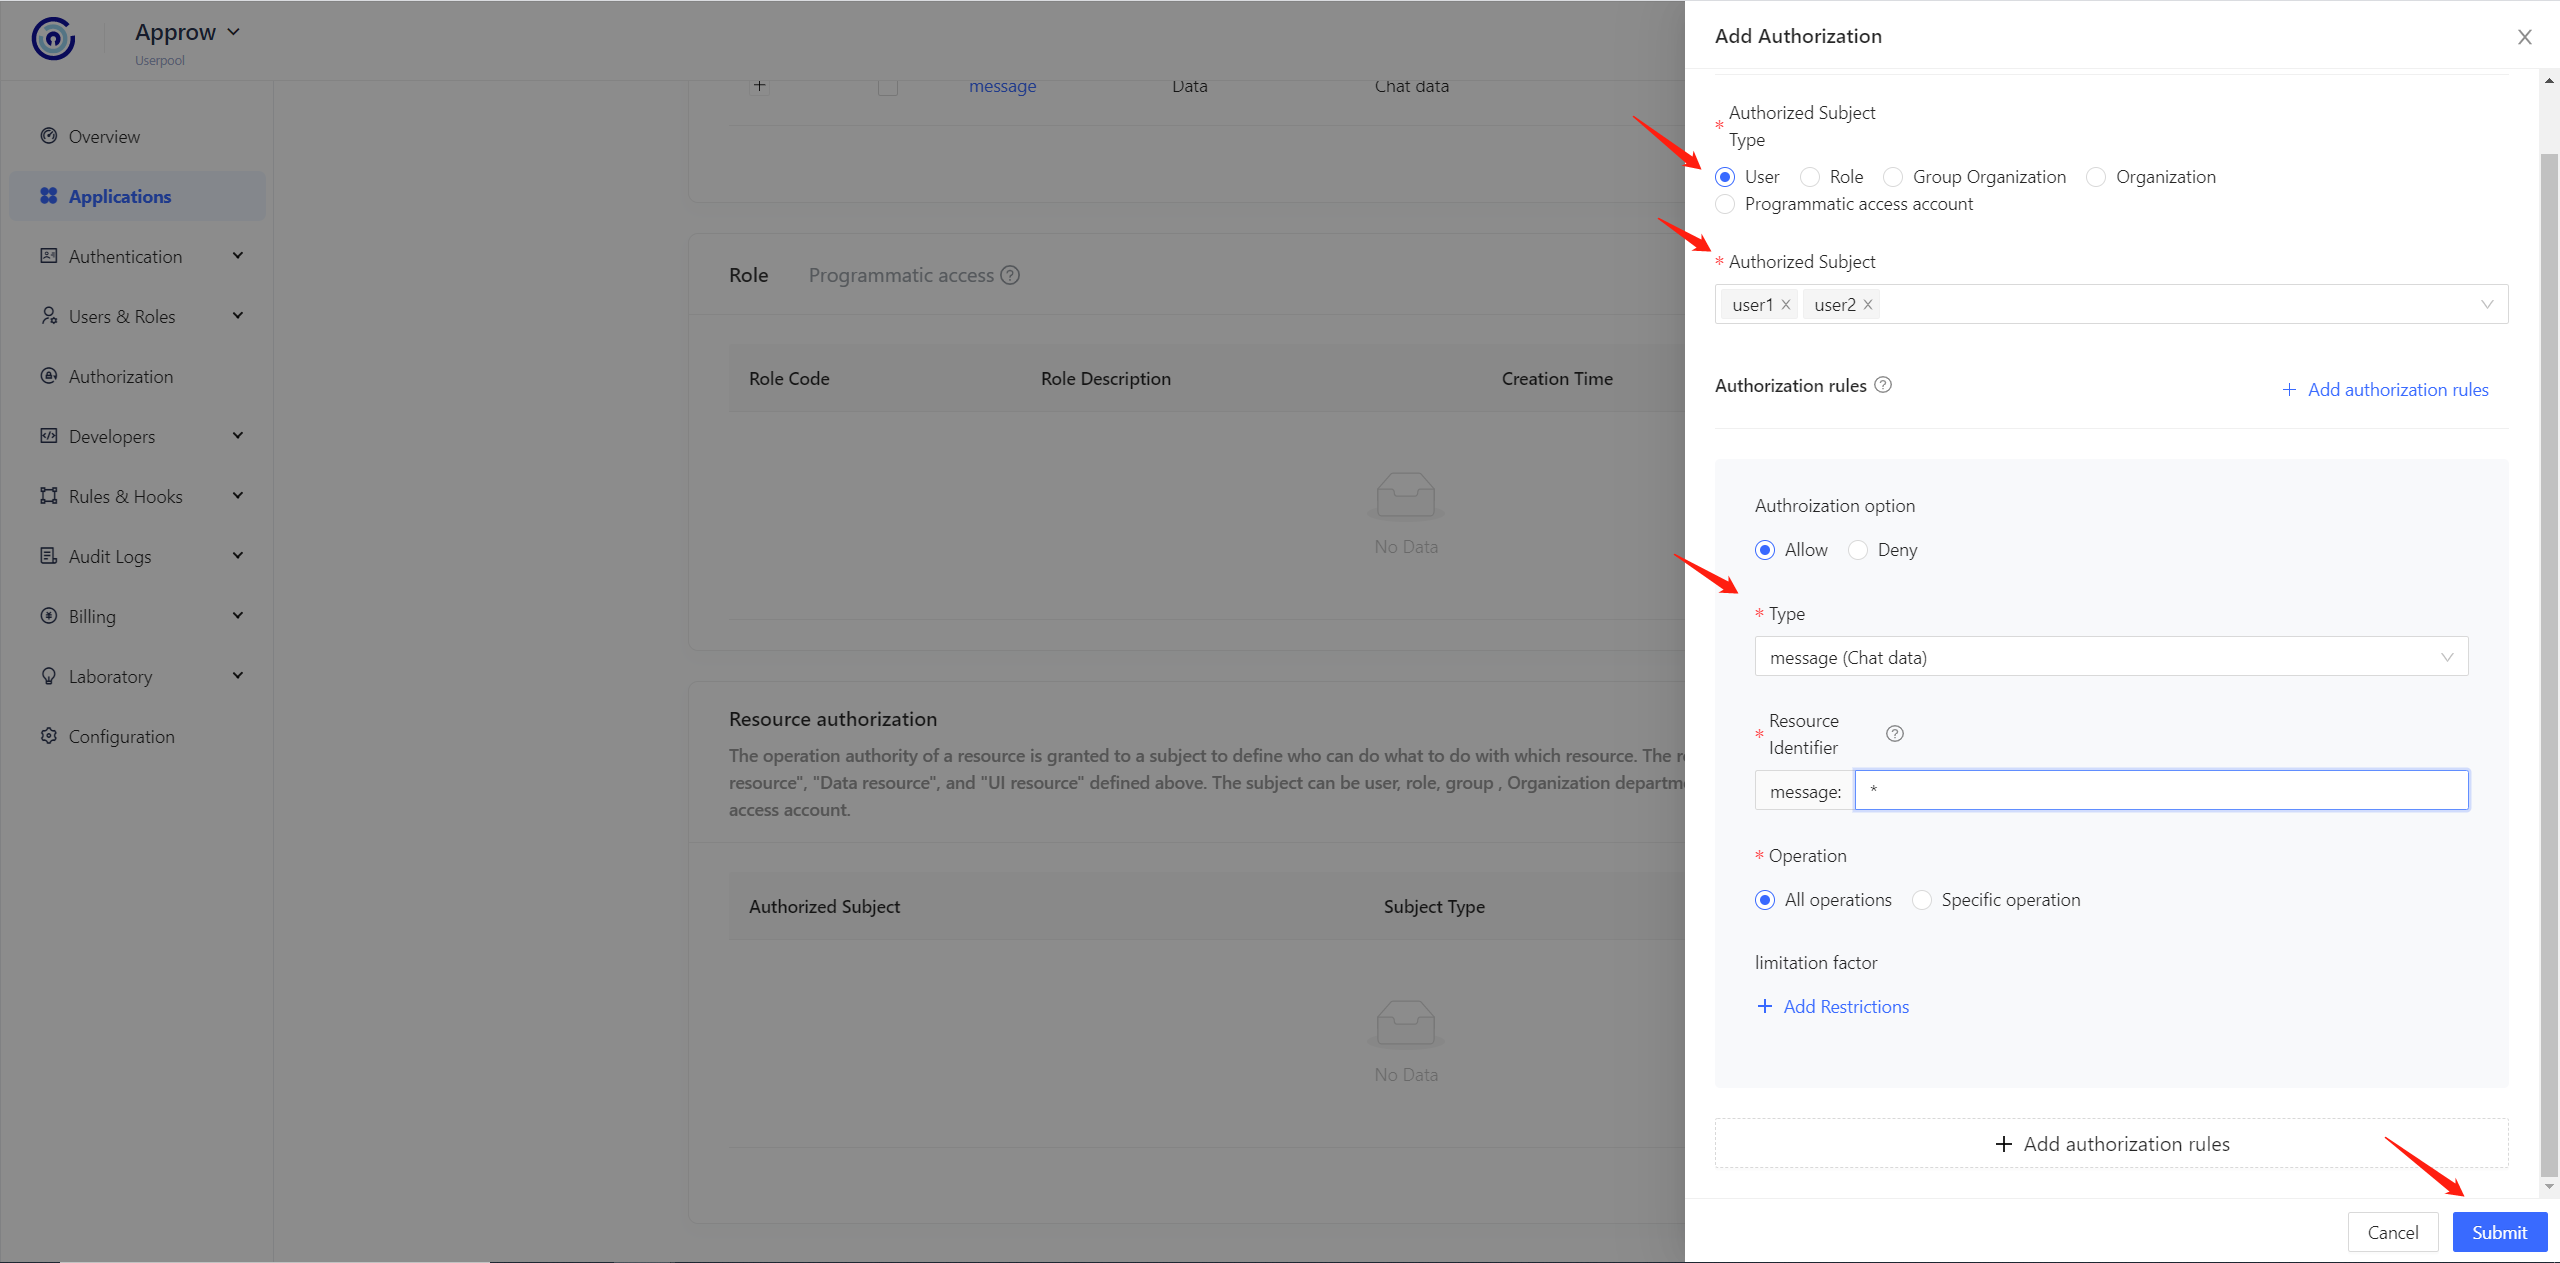 Approw
Userpool
Overview
Applications
Authentication
Users & Roles
Authorization
Developers
Rules & Hooks
Audit Logs
Billing
Laboratory
Configuration
message Data Chat data
Role Programmatic access
Role Code Role Description Creation Time
No Data
Resource authorization
The operation authority of a resource is granted to a subject to define who can do what to do with which resource. The
resource", "Data resource", and "UI resource" defined above. The subject can be user, role, group , Organization
access account.
Authorized Subject Subject Type
No Data
Add Authorization
* Authorized Subject
Type
User Role Group Organization Organization
Programmatic access account
* Authorized Subject
user1 × user2 ×
Authorization rules ? + Add authorization rules
Authroization option
Allow Deny
* Type
message (Chat data)
* Resource
Identifier ?
message: *
* Operation
All operations Specific operation
limitation factor
+ Add Restrictions
+ Add authorization rules
Cancel Submit